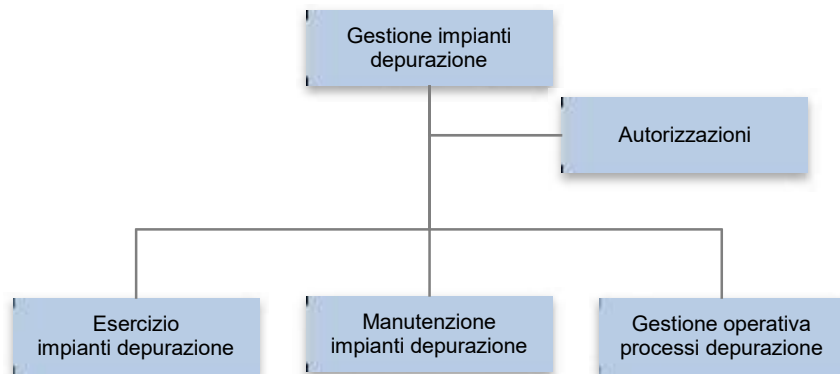 Gestione impianti
depurazione
Autorizzazioni
Esercizio
impianti depurazione
Manutenzione
impianti depurazione
Gestione operativa
processi depurazione